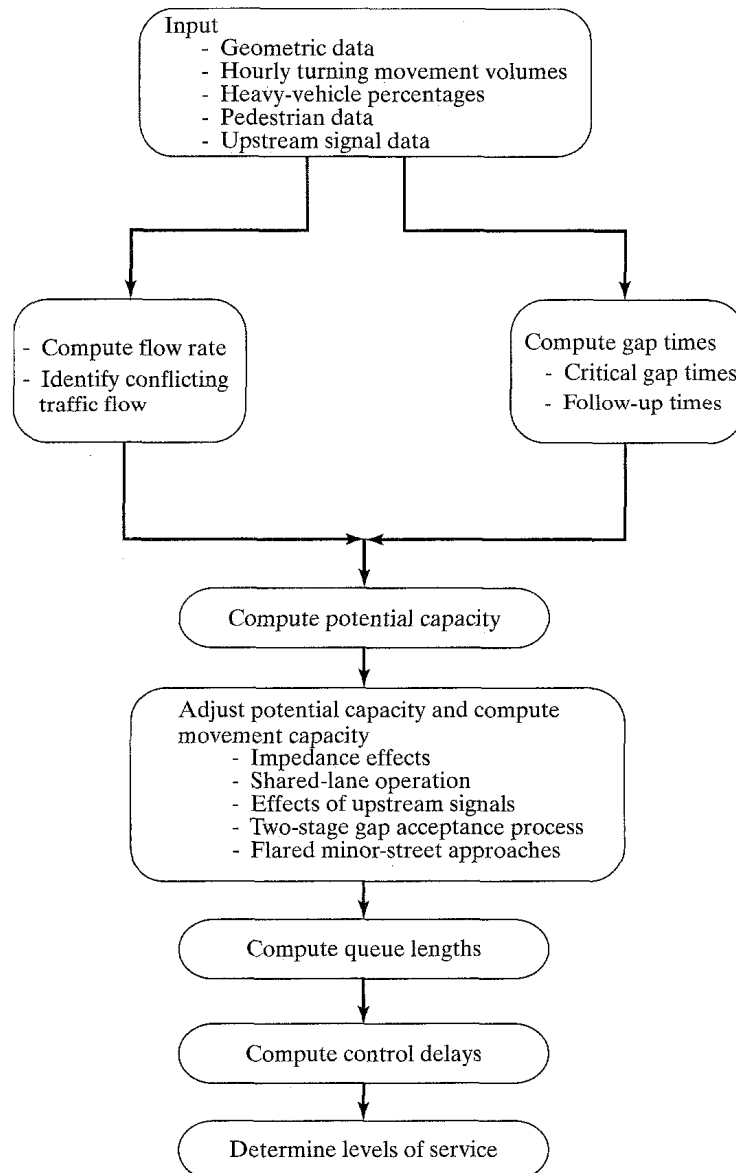 Input
- Geometric data
- Hourly turning movement volumes
- Heavy-vehicle percentages
- Pedestrian data
- Upstream signal data
- Compute flow rate
- Identify conflicting
traffic flow
Compute gap times
- Critical gap times
- Follow-up times
Compute potential capacity
Adjust potential capacity and compute
movement capacity
- Impedance effects
- Shared-lane operation
- Effects of upstream signals
- Two-stage gap acceptance process
- Flared minor-street approaches
Compute queue lengths
Compute control delays
Determine levels of service